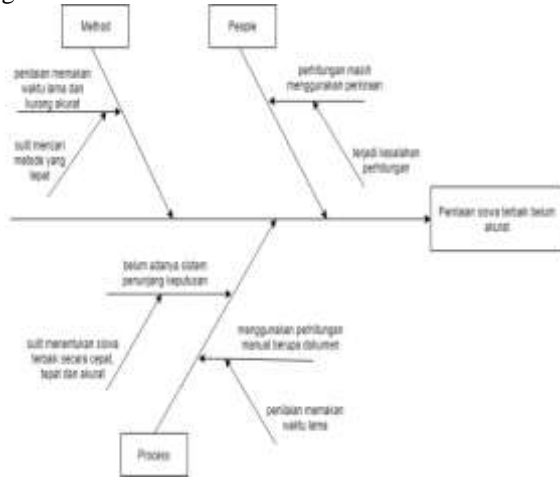 Method
People
penilaian memakan
waktu lama dan
kurang akurat
perhitungan masih
menggunakan perkiraan
sulit mencari
metode yang
tepat
terjadi kesalahan
perhitungan
Penilaian siswa terbaik belum
akurat
belum adanya sistem
penunjang keputusan
menggunakan perhitungan
manual berupa dokumen
sulit menentukan siswa
terbaik secara cepat,
tepat dan akurat
penilaian memakan
waktu lama
Process